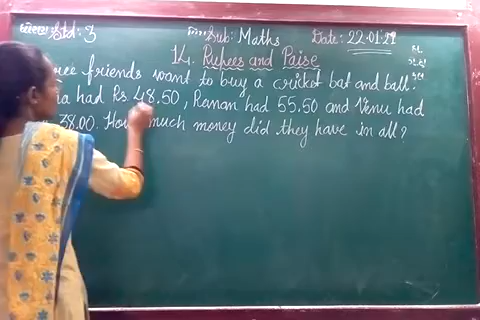 Std: 3
Sub: Maths
Date: 22.01.21
14. Rupees and Paise
ree friends want to buy a cricket bat and ball.
a had Rs. 48.50, Raman had 55.50 and Venu had
38.00. How much money did they have in all?